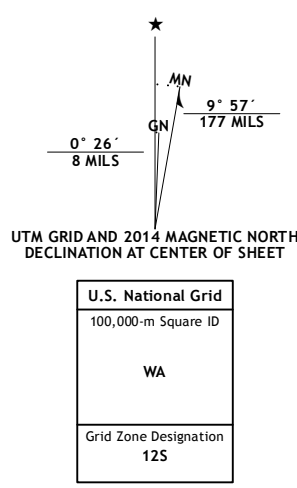 ★
MN
GN
0° 26´
8 MILS
9° 57´
177 MILS
UTM GRID AND 2014 MAGNETIC NORTH
DECLINATION AT CENTER OF SHEET
U.S. National Grid
100,000-m Square ID
WA
Grid Zone Designation
12S